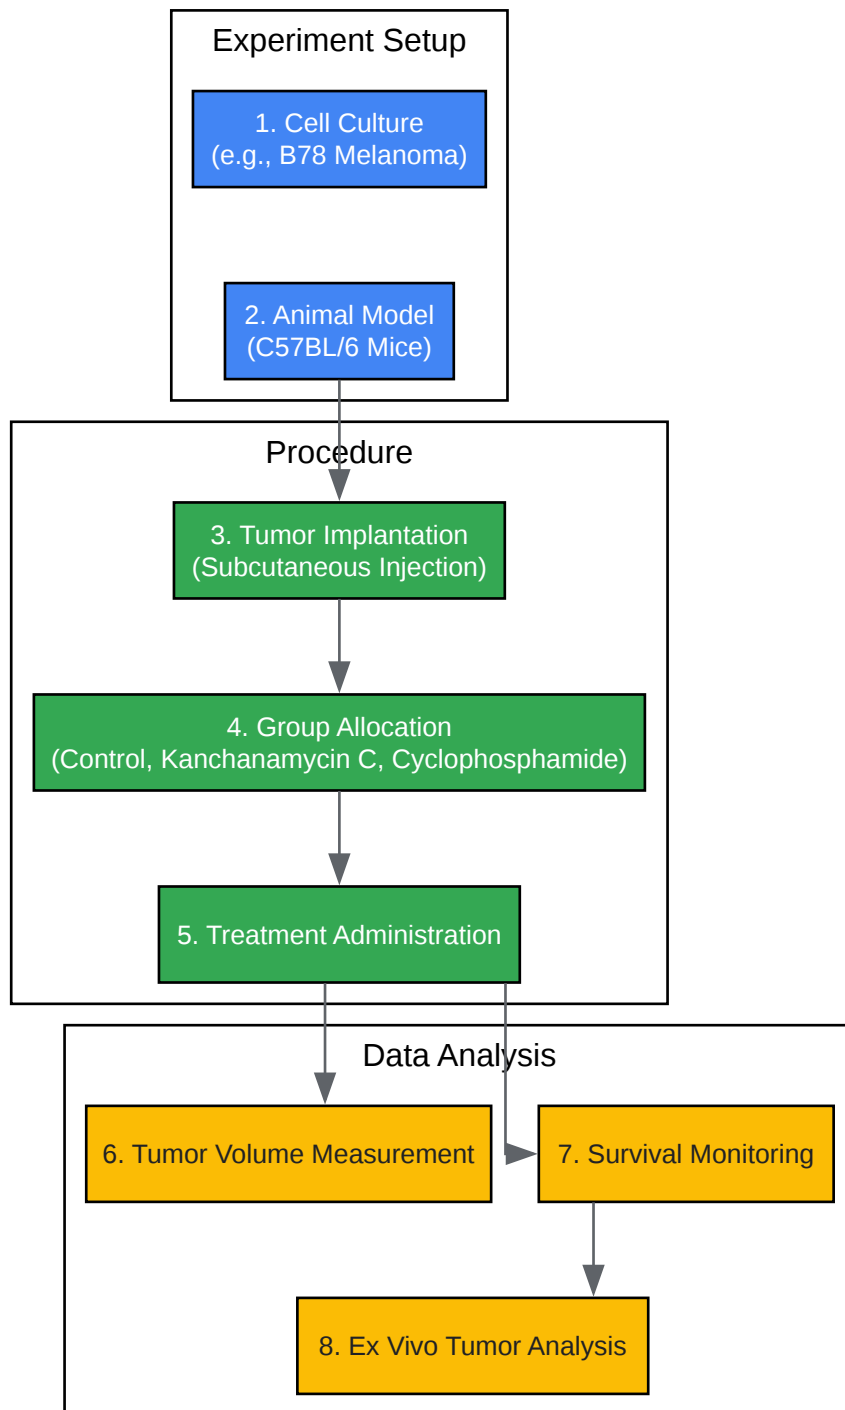 Experiment Setup
1. Cell Culture
(e.g., B78 Melanoma)
2. Animal Model
(C57BL/6 Mice)
Procedure
3. Tumor Implantation
(Subcutaneous Injection)
4. Group Allocation
(Control, Kanchanamycin C, Cyclophosphamide)
5. Treatment Administration
Data Analysis
6. Tumor Volume Measurement
7. Survival Monitoring
8. Ex Vivo Tumor Analysis